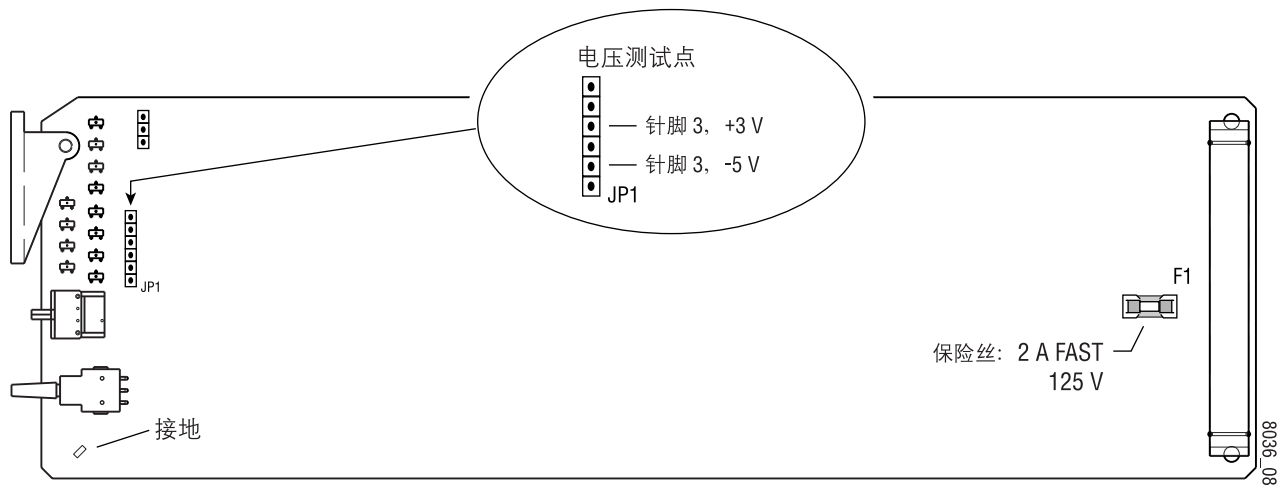 电压测试点
针脚 3，+3 V
针脚 3，-5 V
JP1
JP1
F1
保险丝：2 A FAST
125 V
接地
8036_08